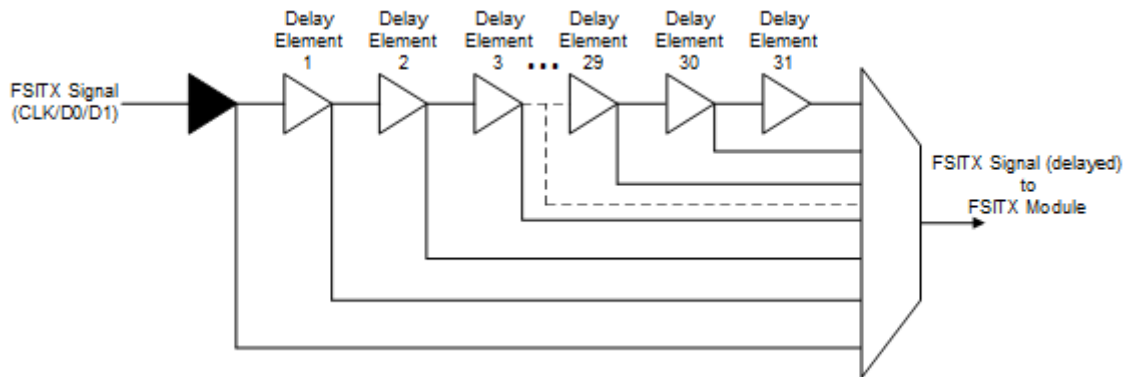 Delay
Element
1
Delay
Element
2
Delay
Element
3
...
Delay
Element
29
Delay
Element
30
Delay
Element
31
FSITX Signal
(CLK/D0/D1)
FSITX Signal (delayed)
to
FSITX Module